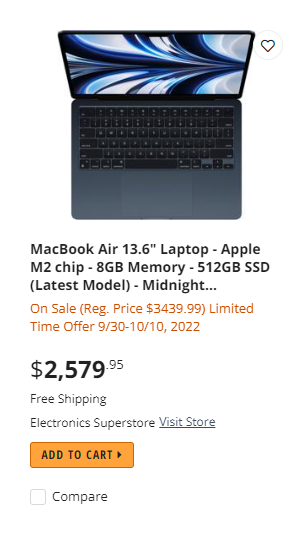 MacBook Air 13.6" Laptop - Apple
M2 chip - 8GB Memory - 512GB SSD
(Latest Model) - Midnight...
On Sale (Reg. Price $3439.99) Limited
Time Offer 9/30-10/10, 2022
$2,579.95
Free Shipping
Electronics Superstore Visit Store
ADD TO CART
Compare